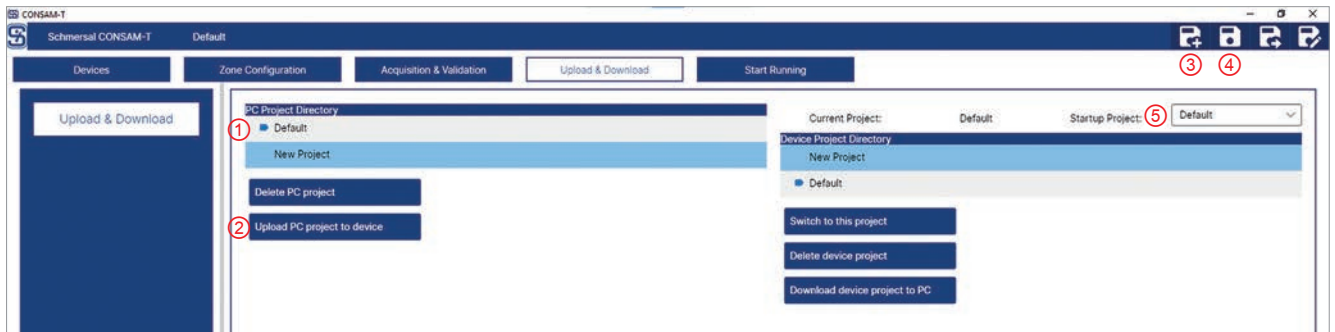 CONSAM-T
Schmersal CONSAM-T Default
③ ④
Devices Zone Configuration Acquisition & Validation Upload & Download Start Running
Upload & Download
PC Project Directory
① Default
New Project
Delete PC project
② Upload PC project to device
Current Project: Default Startup Project: ⑤ Default
Device Project Directory
New Project
Default
Switch to this project
Delete device project
Download device project to PC